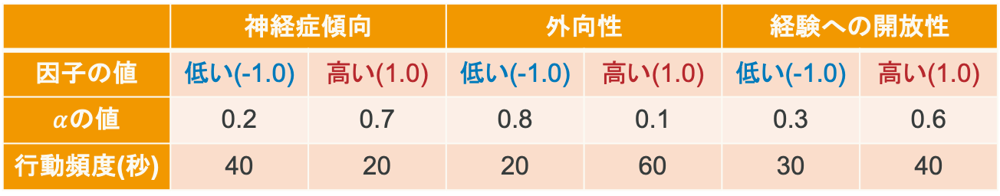 神経症傾向 外向性 経験への開放性
因子の値 低い(-1.0) 高い(1.0) 低い(-1.0) 高い(1.0) 低い(-1.0) 高い(1.0)
αの値 0.2 0.7 0.8 0.1 0.3 0.6
行動頻度(秒) 40 20 20 60 30 40